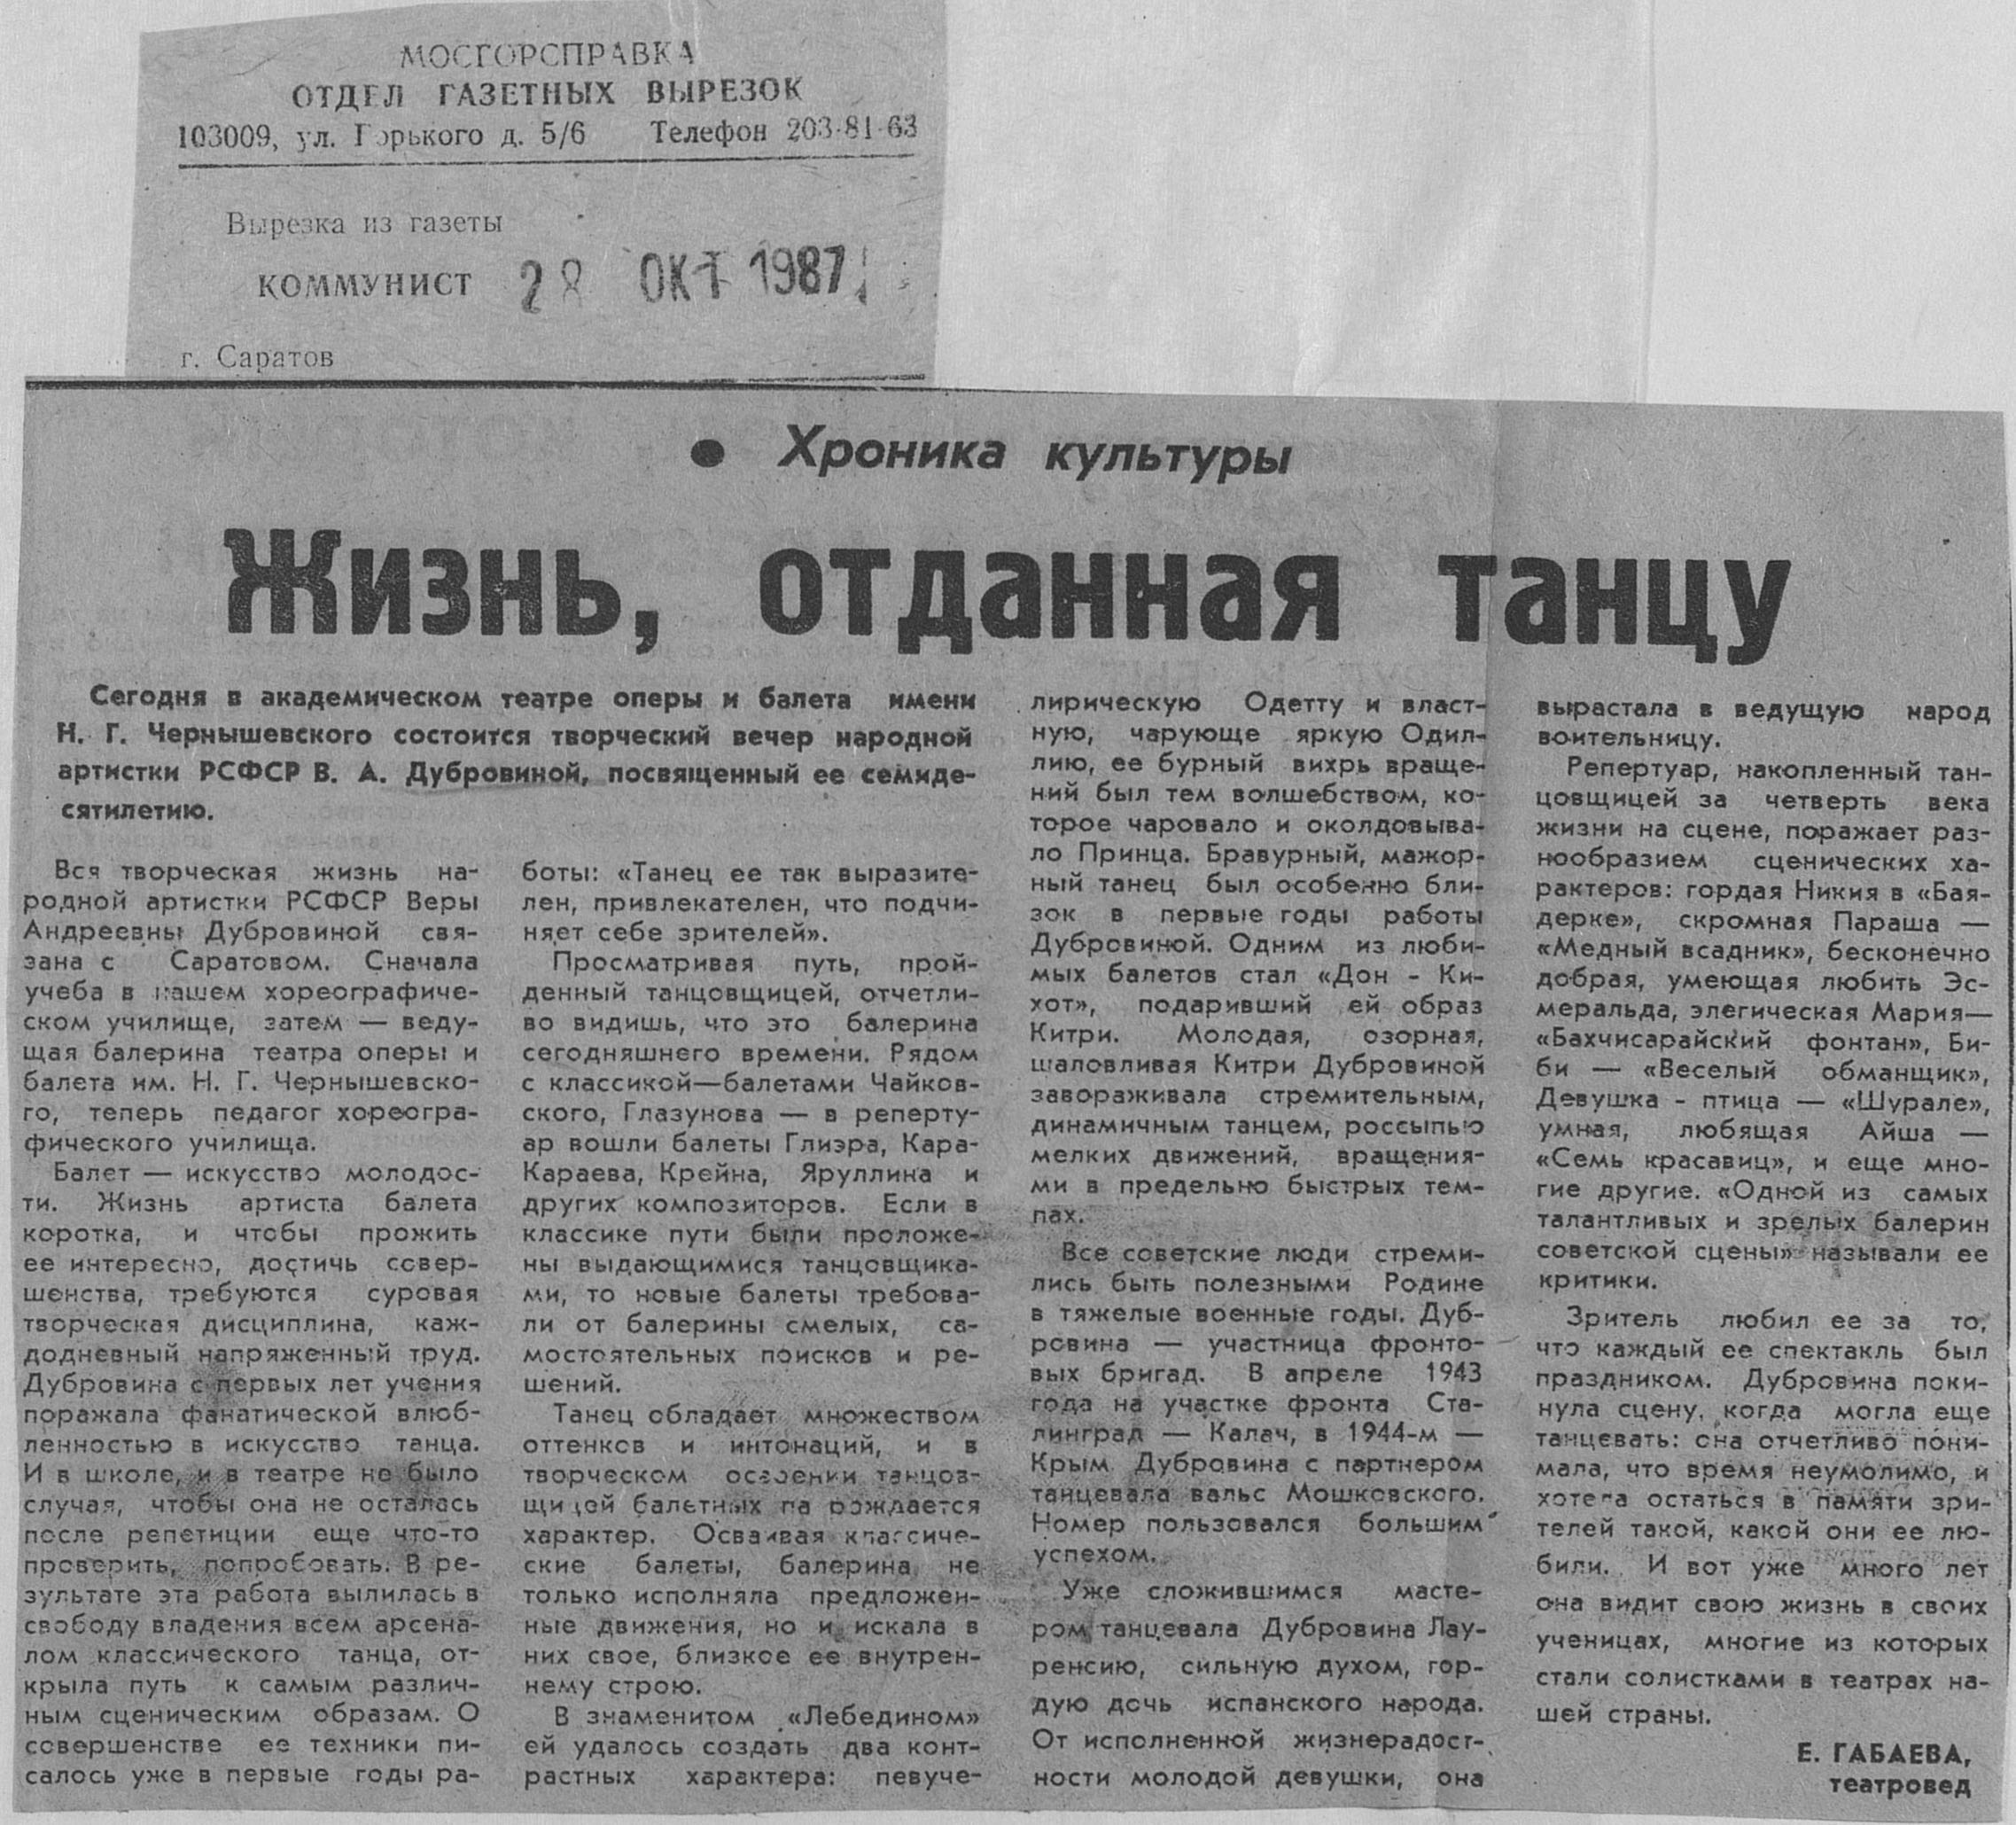 МОСГОРСПРАВКА
ОТДЕЛ ГАЗЕТНЫХ ВЫРЕЗОК
103009, ул. Горького д. 5/6 Телефон 203-81-63
Вырезка из газеты
КОММУНИСТ 28 ОКТ 1987
г. Саратов
● Хроника культуры
Жизнь, отданная танцу
Сегодня в академическом театре оперы и балета имени
Н. Г. Чернышевского состоится творческий вечер народной
артистки РСФСР В. А. Дубровиной, посвященный ее семиде-
сятилетию.
Вся творческая жизнь на-
родной артистки РСФСР Веры
Андреевны Дубровиной свя-
зана с Саратовом. Сначала
учеба в нашем хореографиче-
ском училище, затем — веду-
щая балерина театра оперы и
балета им. Н. Г. Чернышевско-
го, теперь педагог хореогра-
фического училища.
Балет — искусство молодос-
ти. Жизнь артиста балета
коротка, и чтобы прожить
ее интересно, достичь совер-
шенства, требуются суровая
творческая дисциплина, каж-
додневный напряженный труд.
Дубровина с первых лет учения
поражала фанатической влюб-
ленностью в искусство танца.
И в школе, и в театре не было
случая, чтобы она не осталась
после репетиции еще что-то
проверить, попробовать. В ре-
зультате эта работа вылилась в
свободу владения всем арсена-
лом классического танца, от-
крыла путь к самым различ-
ным сценическим образам. О
совершенстве ее техники пи-
салось уже в первые годы ра-
боты: «Танец ее так выразите-
лен, привлекателен, что подчи-
няет себе зрителей».
Просматривая путь, прой-
денный танцовщицей, отчетли-
во видишь, что это балерина
сегодняшнего времени. Рядом
с классикой—балетами Чайков-
ского, Глазунова — в реперту-
ар вошли балеты Глиэра, Кара-
Караева, Крейна, Яруллина и
других композиторов. Если в
классике пути были проложе-
ны выдающимися танцовщика-
ми, то новые балеты требова-
ли от балерины смелых, са-
мостоятельных поисков и ре-
шений.
Танец обладает множеством
оттенков и интонаций, и в
творческом освоении танцов-
щицей балетных па рождается
характер. Осваивая классиче-
ские балеты, балерина не
только исполняла предложен-
ные движения, но и искала в
них свое, близкое ее внутрен-
нему строю.
В знаменитом «Лебедином»
ей удалось создать два конт-
растных характера: певуче-
лирическую Одетту и власт-
ную, чарующе яркую Одил-
лию, ее бурный вихрь враще-
ний был тем волшебством, ко-
торое чаровало и околдовыва-
ло Принца. Бравурный, мажор-
ный танец был особенно бли-
зок в первые годы работы
Дубровиной. Одним из люби-
мых балетов стал «Дон - Ки-
хот», подаривший ей образ
Китри. Молодая, озорная,
шаловливая Китри Дубровиной
завораживала стремительным,
динамичным танцем, россыпью
мелких движений, вращения-
ми в предельно быстрых тем-
пах.
Все советские люди стреми-
лись быть полезными Родине
в тяжелые военные годы. Дуб-
ровина — участница фронто-
вых бригад. В апреле 1943
года на участке фронта Ста-
линград — Калач, в 1944-м —
Крым Дубровина с партнером
танцевала вальс Мошковского.
Номер пользовался большим
успехом.
Уже сложившимся масте-
ром танцевала Дубровина Лау-
ренсию, сильную духом, гор-
дую дочь испанского народа.
От исполненной жизнерадост-
ности молодой девушки, она
вырастала в ведущую народ
воительницу.
Репертуар, накопленный тан-
цовщицей за четверть века
жизни на сцене, поражает раз-
нообразием сценических ха-
рактеров: гордая Никия в «Бая-
дерке», скромная Параша —
«Медный всадник», бесконечно
добрая, умеющая любить Эс-
меральда, элегическая Мария—
«Бахчисарайский фонтан», Би-
би — «Веселый обманщик»,
Девушка - птица — «Шурале»,
умная, любящая Айша —
«Семь красавиц», и еще мно-
гие другие. «Одной из самых
талантливых и зрелых балерин
советской сцены» называли ее
критики.
Зритель любил ее за то,
что каждый ее спектакль был
праздником. Дубровина поки-
нула сцену, когда могла еще
танцевать: она отчетливо пони-
мала, что время неумолимо, и
хотела остаться в памяти зри-
телей такой, какой они ее лю-
били. И вот уже много лет
она видит свою жизнь в своих
ученицах, многие из которых
стали солистками в театрах на-
шей страны.
Е. ГАБАЕВА,
театровед